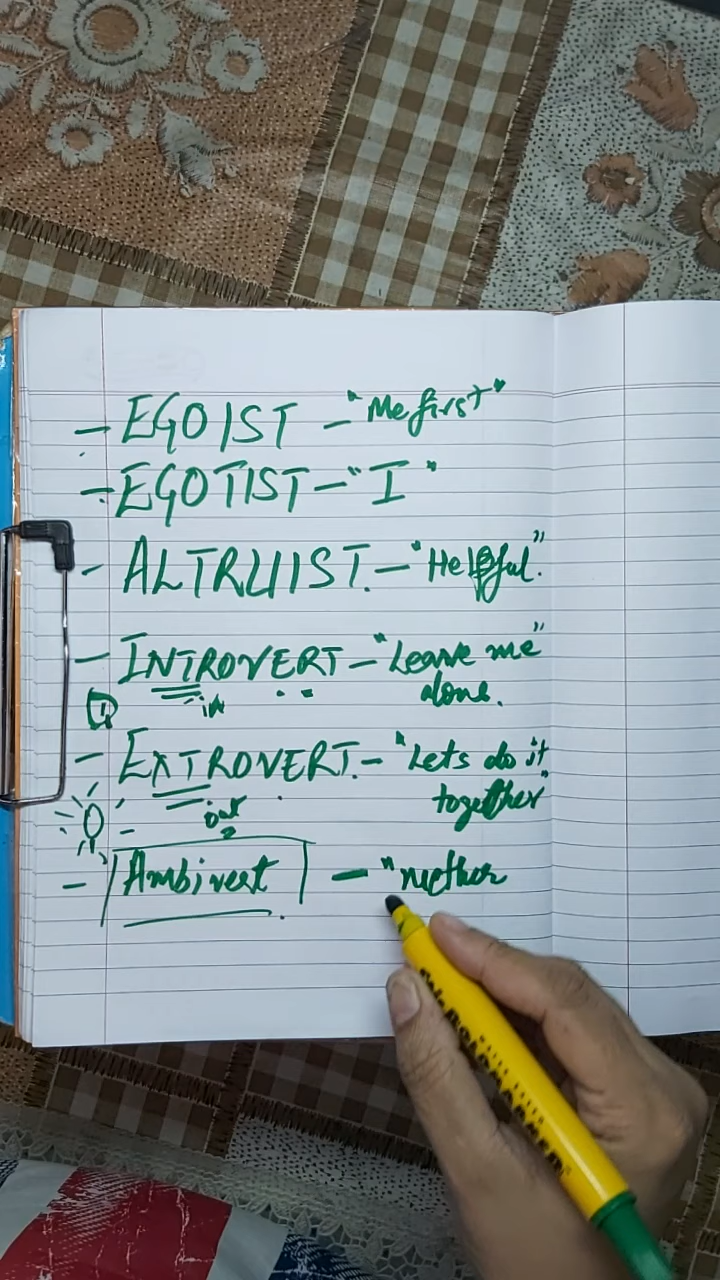 - EGOIST - "Me first"
- EGOTIST - "I"
- ALTRUIST. - "Helpful."
- INTROVERT - "Leave me"
in
alone.
- EXTROVERT. - "Lets do it
out
together"
- Ambivert - "neither